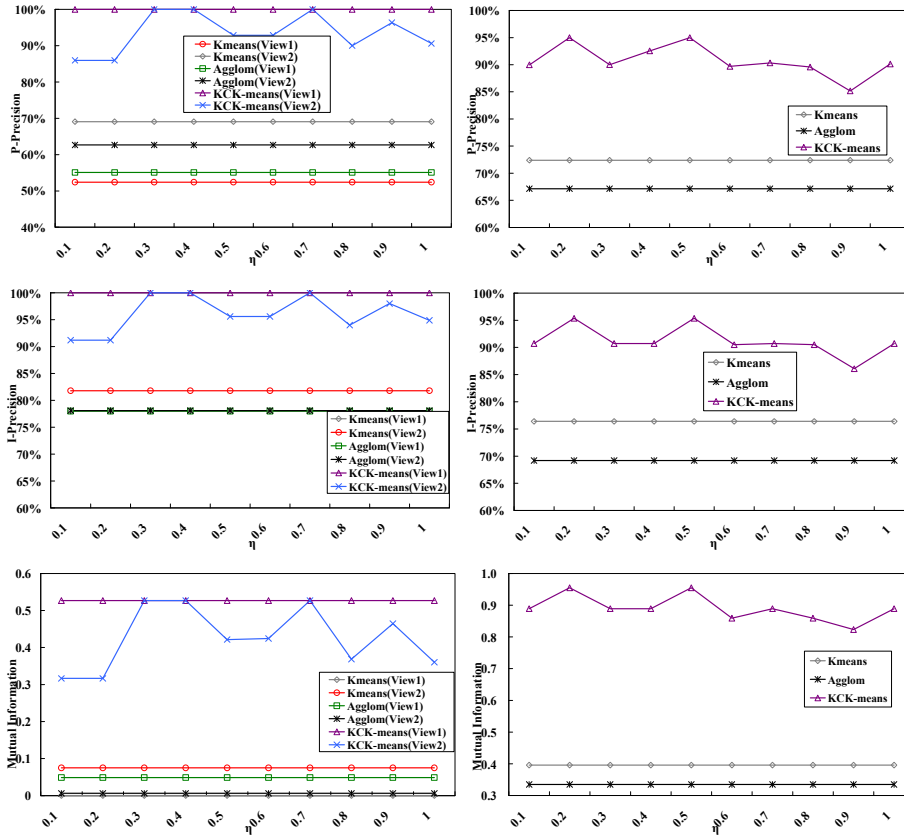 P-Precision
100%
90%
80%
70%
60%
50%
40%
Kmeans(View1)
Kmeans(View2)
Agglom(View1)
Agglom(View2)
KCK-means(View1)
KCK-means(View2)
0.1 0.2 0.3 0.4 0.5 0.6 0.7 0.8 0.9 1
η
P-Precision
100%
95%
90%
85%
80%
75%
70%
65%
60%
Kmeans
Agglom
KCK-means
0.1 0.2 0.3 0.4 0.5 0.6 0.7 0.8 0.9 1
η
I-Precision
100%
95%
90%
85%
80%
75%
70%
65%
60%
Kmeans(View1)
Kmeans(View2)
Agglom(View1)
Agglom(View2)
KCK-means(View1)
KCK-means(View2)
0.1 0.2 0.3 0.4 0.5 0.6 0.7 0.8 0.9 1
η
I-Precision
100%
95%
90%
85%
80%
75%
70%
65%
60%
Kmeans
Agglom
KCK-means
0.1 0.2 0.3 0.4 0.5 0.6 0.7 0.8 0.9 1
η
Mutual Information
0.6
0.5
0.4
0.3
0.2
0.1
0
Kmeans(View1)
Kmeans(View2)
Agglom(View1)
Agglom(View2)
KCK-means(View1)
KCK-means(View2)
0.1 0.2 0.3 0.4 0.5 0.6 0.7 0.8 0.9 1
η
Mutual Information
1.0
0.9
0.8
0.7
0.6
0.5
0.4
0.3
Kmeans
Agglom
KCK-means
0.1 0.2 0.3 0.4 0.5 0.6 0.7 0.8 0.9 1
η